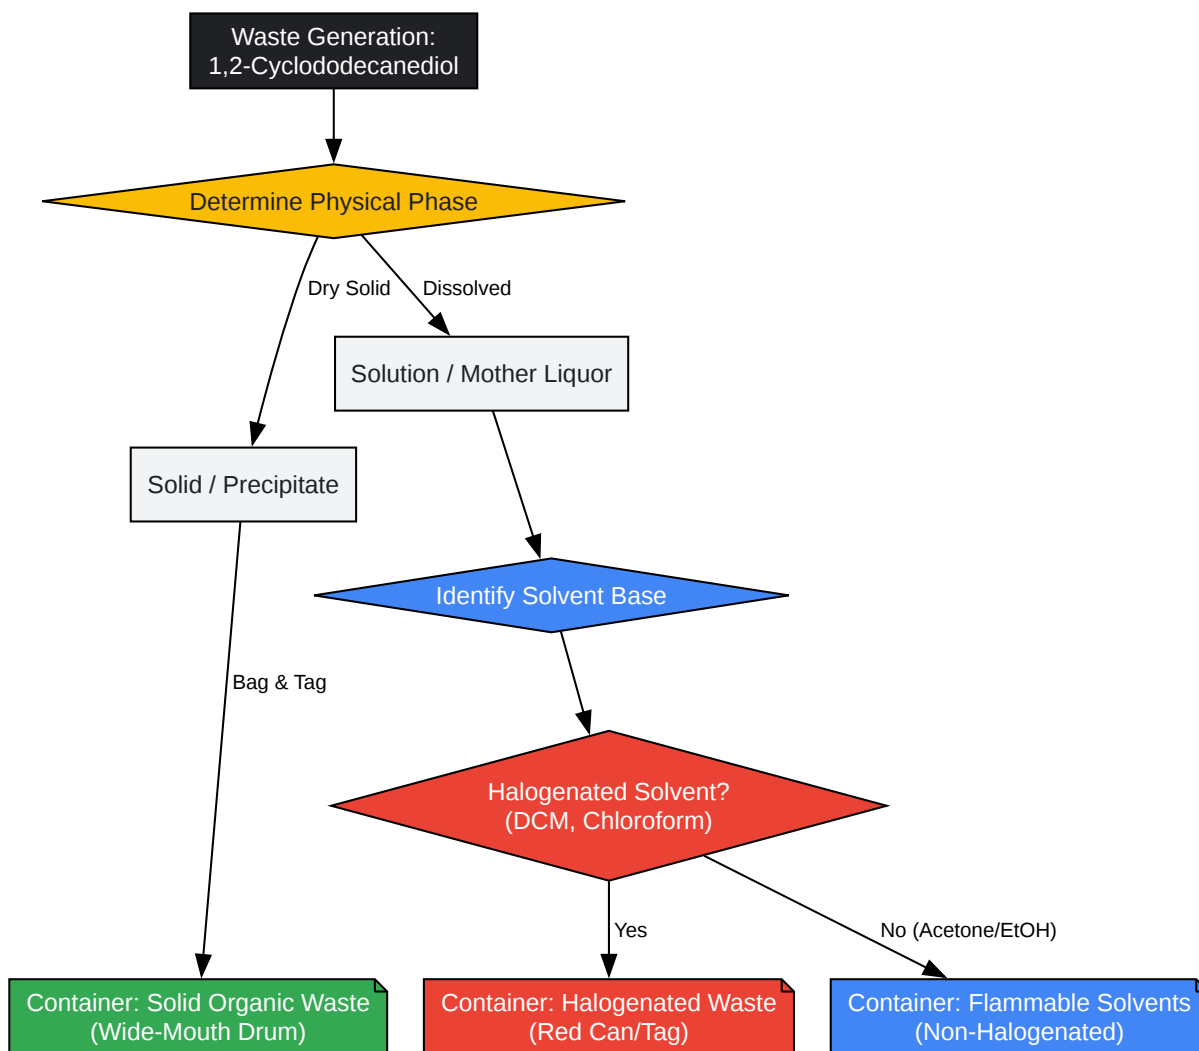 Waste Generation:
1,2-Cyclododecanediol
Determine Physical Phase
Dry Solid
Dissolved
Solution / Mother Liquor
Solid / Precipitate
Identify Solvent Base
Bag & Tag
Halogenated Solvent?
(DCM, Chloroform)
Yes
No (Acetone/EtOH)
Container: Solid Organic Waste
(Wide-Mouth Drum)
Container: Halogenated Waste
(Red Can/Tag)
Container: Flammable Solvents
(Non-Halogenated)